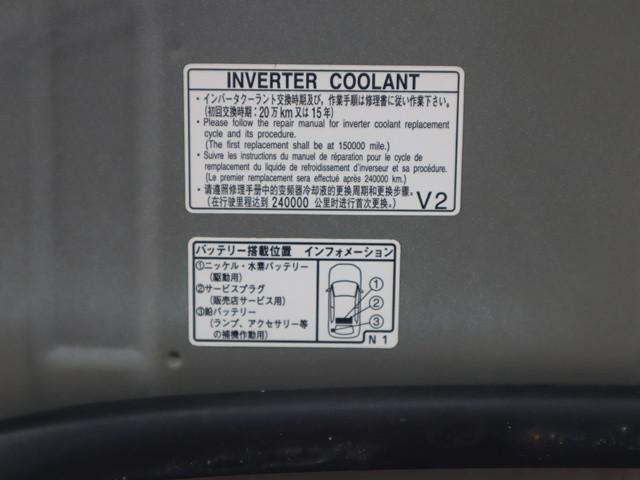 INVERTER COOLANT
・インバータクーラント交換時期及び，作業手順は修理書に従い作業下さい。
(初回交換時期：20万km又は15年)
・Please follow the repair manual for inverter coolant replacement
cycle and its procedure.
(The first replacement shall be at 150000 mile.)
・Suivre les instructions du manuel de réparation pour le cycle de
remplacement du liquide de refroidissement d'inverseur et sa procédure.
(Le premier remplacement sera effectué après 240000 km.)
・请遵照修理手册中的变频器冷却液的更换周期和更换步骤。
(在行驶里程达到 240000 公里时进行首次更换。)
V2
バッテリー搭載位置 インフォメーション
①ニッケル・水素バッテリー
(駆動用)
②サービスプラグ
(販売店サービス用)
③鉛バッテリー
(ランプ、アクセサリー等
の補機作動用)
①
②
③
N 1